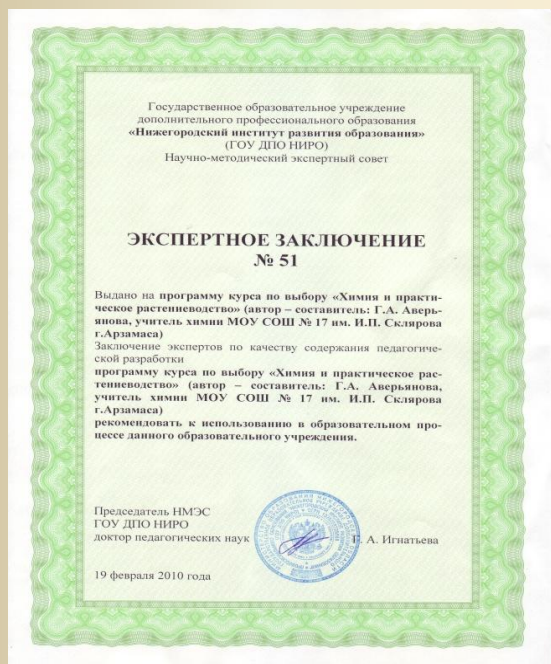 Государственное образовательное учреждение
дополнительного профессионального образования
«Нижегородский институт развития образования»
(ГОУ ДПО НИРО)
Научно-методический экспертный совет
ЭКСПЕРТНОЕ ЗАКЛЮЧЕНИЕ
№ 51
Выдано на программу курса по выбору «Химия и практи-
ческое растениеводство» (автор – составитель: Г.А. Аверь-
янова, учитель химии МОУ СОШ № 17 им. И.П. Склярова
г.Арзамаса)
Заключение экспертов по качеству содержания педагогиче-
ской разработки
программу курса по выбору «Химия и практическое рас-
тениеводство» (автор – составитель: Г.А. Аверьянова,
учитель химии МОУ СОШ № 17 им. И.П. Склярова
г.Арзамаса)
рекомендовать к использованию в образовательном про-
цессе данного образовательного учреждения.
Председатель НМЭС
ГОУ ДПО НИРО
доктор педагогических наук Г. А. Игнатьева
19 февраля 2010 года